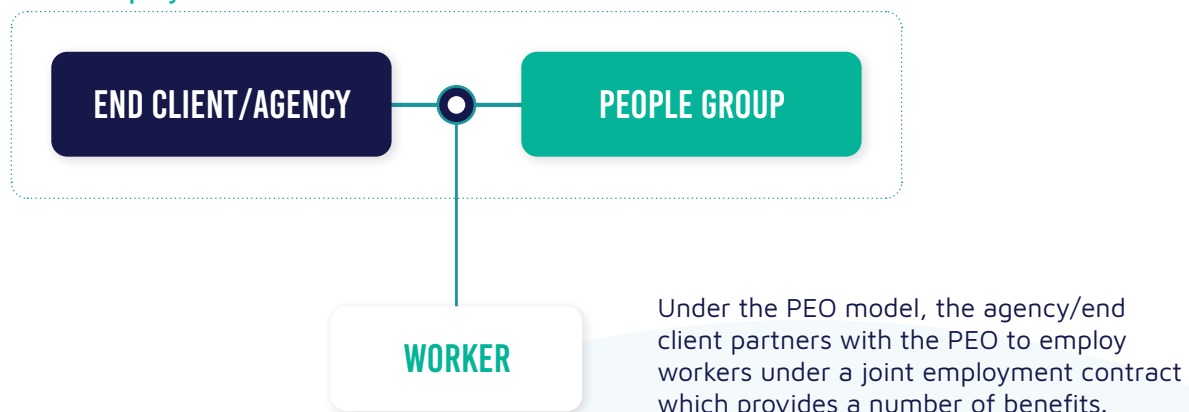 END CLIENT/AGENCY
PEOPLE GROUP
WORKER
Under the PEO model, the agency/end
client partners with the PEO to employ
workers under a joint employment contract
which provides a number of benefits.